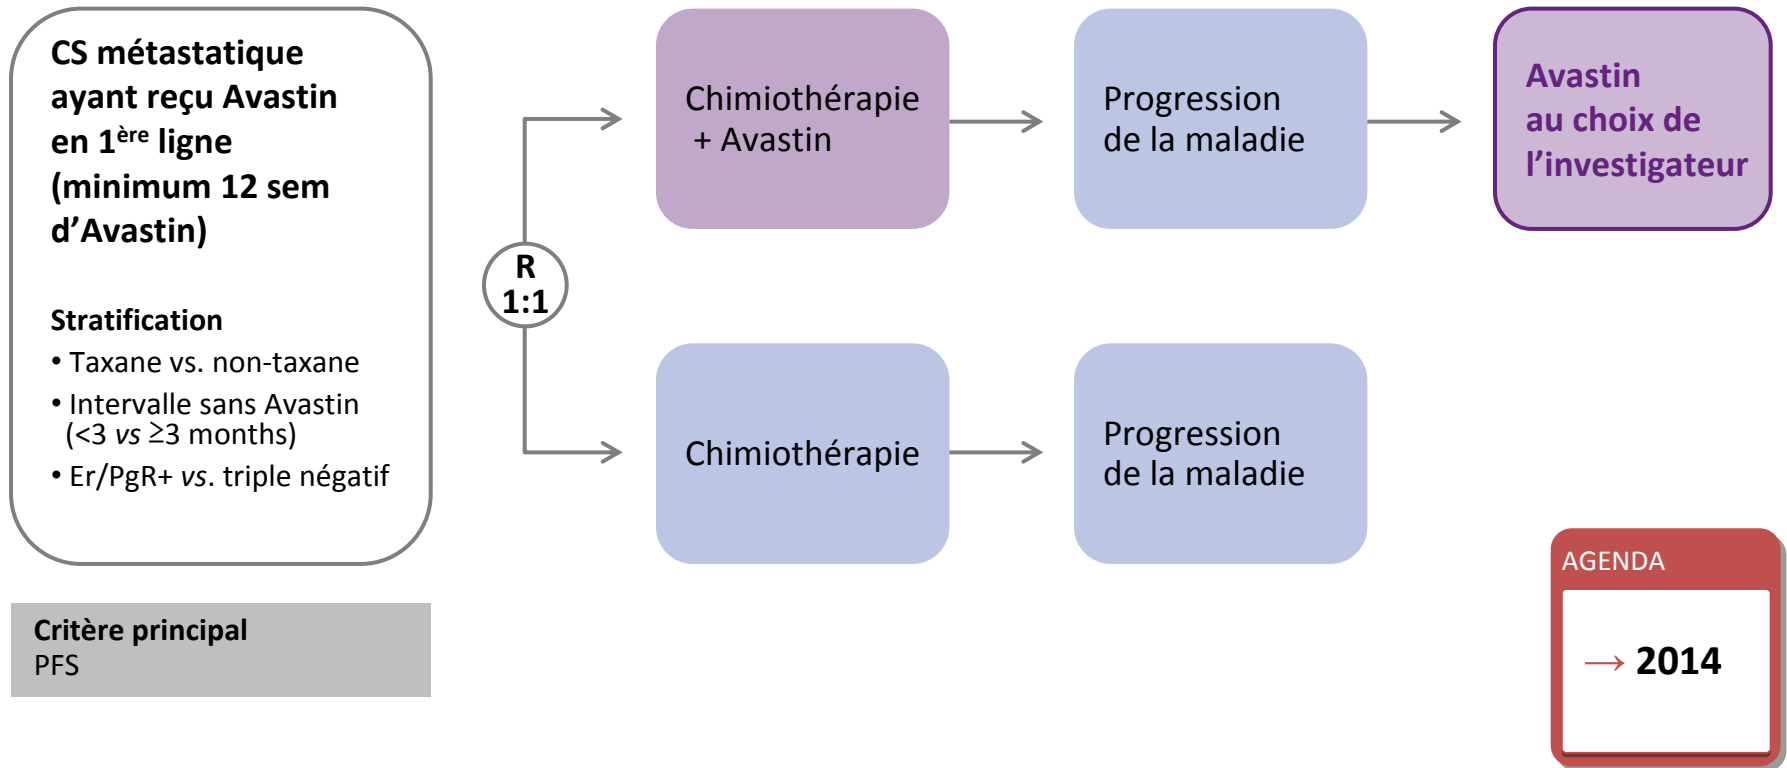 CS métastatique
ayant reçu Avastin
en 1ère ligne
(minimum 12 sem
d’Avastin)
Stratification
• Taxane vs. non-taxane
• Intervalle sans Avastin
(<3 vs ≥3 months)
• Er/PgR+ vs. triple négatif
Critère principal
PFS
R
1:1
Chimiothérapie
+ Avastin
Progression
de la maladie
Avastin
au choix de
l’investigateur
Chimiothérapie
Progression
de la maladie
AGENDA
→ 2014